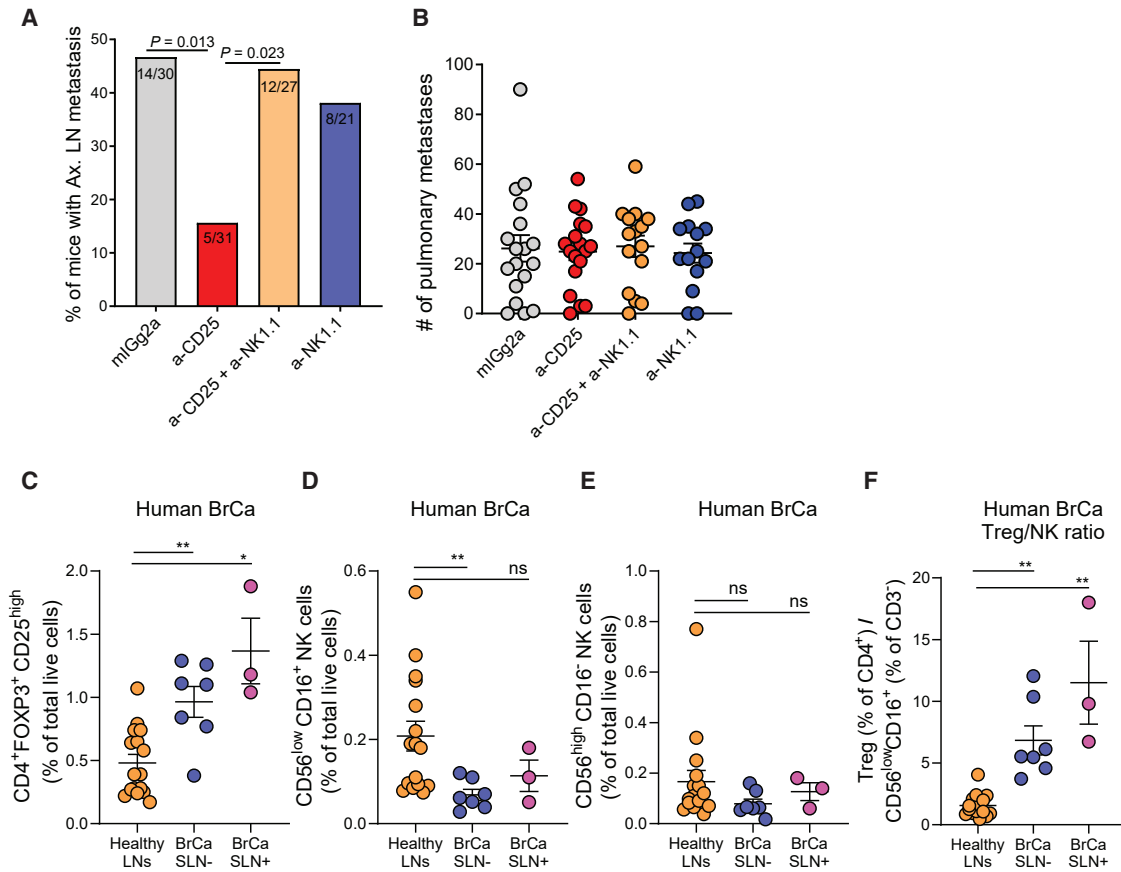 A
% of mice with Ax. LN metastasis
50
40
30
20
10
0
P = 0.013
P = 0.023
14/30
5/31
12/27
8/21
mIGg2a
a-CD25
a- CD25 + a-NK1.1
a-NK1.1
B
# of pulmonary metastases
100
80
60
40
20
0
mIGg2a
a-CD25
a-CD25 + a-NK1.1
a-NK1.1
C
Human BrCa
CD4⁺FOXP3⁺ CD25ʰⁱᵍʰ
(% of total live cells)
2.0
1.5
1.0
0.5
0.0
**
*
Healthy
LNs
BrCa
SLN-
BrCa
SLN+
D
Human BrCa
CD56ˡᵒʷ CD16⁺ NK cells
(% of total live cells)
0.6
0.4
0.2
0.0
**
ns
Healthy
LNs
BrCa
SLN-
BrCa
SLN+
E
Human BrCa
CD56ʰⁱᵍʰ CD16⁻ NK cells
(% of total live cells)
1.0
0.8
0.6
0.4
0.2
0.0
ns
ns
Healthy
LNs
BrCa
SLN-
BrCa
SLN+
F
Human BrCa
Treg/NK ratio
Treg (% of CD4⁺) /
CD56ˡᵒʷCD16⁺ (% of CD3⁻)
20
15
10
5
0
**
**
Healthy
LNs
BrCa
SLN-
BrCa
SLN+